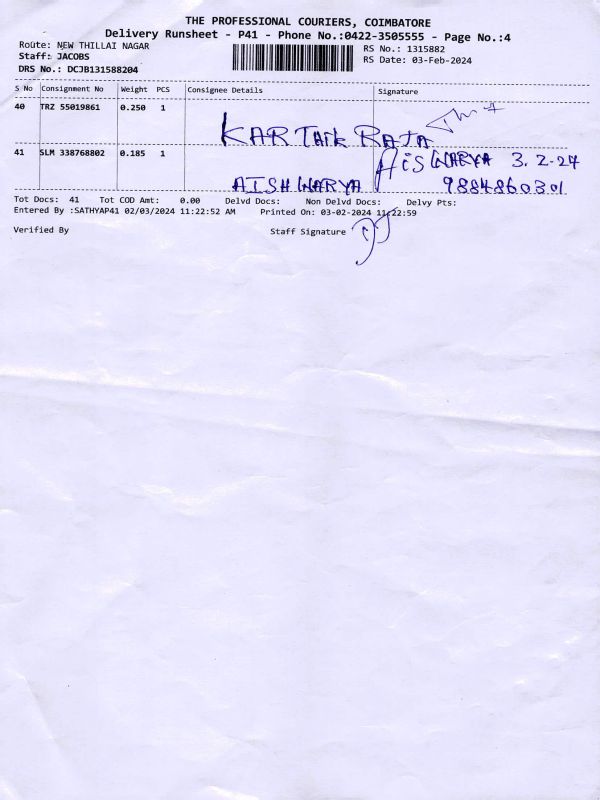 THE PROFESSIONAL COURIERS, COIMBATORE
Delivery Runsheet - P41 - Phone No.:0422-3505555 - Page No.:4
Route: NEW THILLAI NAGAR
RS No.: 1315882
Staff: JACOBS
RS Date: 03-Feb-2024
DRS No.: DCJB131588204
S No Consignment No Weight PCS Consignee Details Signature
40 TRZ 55019861 0.250 1
KARTHIK RAJA
41 SLM 338768802 0.185 1
AISWARYA 3.2.24
AISHWARYA 9884860301
Tot Docs: 41 Tot COD Amt: 0.00 Delvd Docs: Non Delvd Docs: Delvy Pts:
Entered By :SATHYAP41 02/03/2024 11:22:52 AM Printed On: 03-02-2024 11:22:59
Verified By Staff Signature